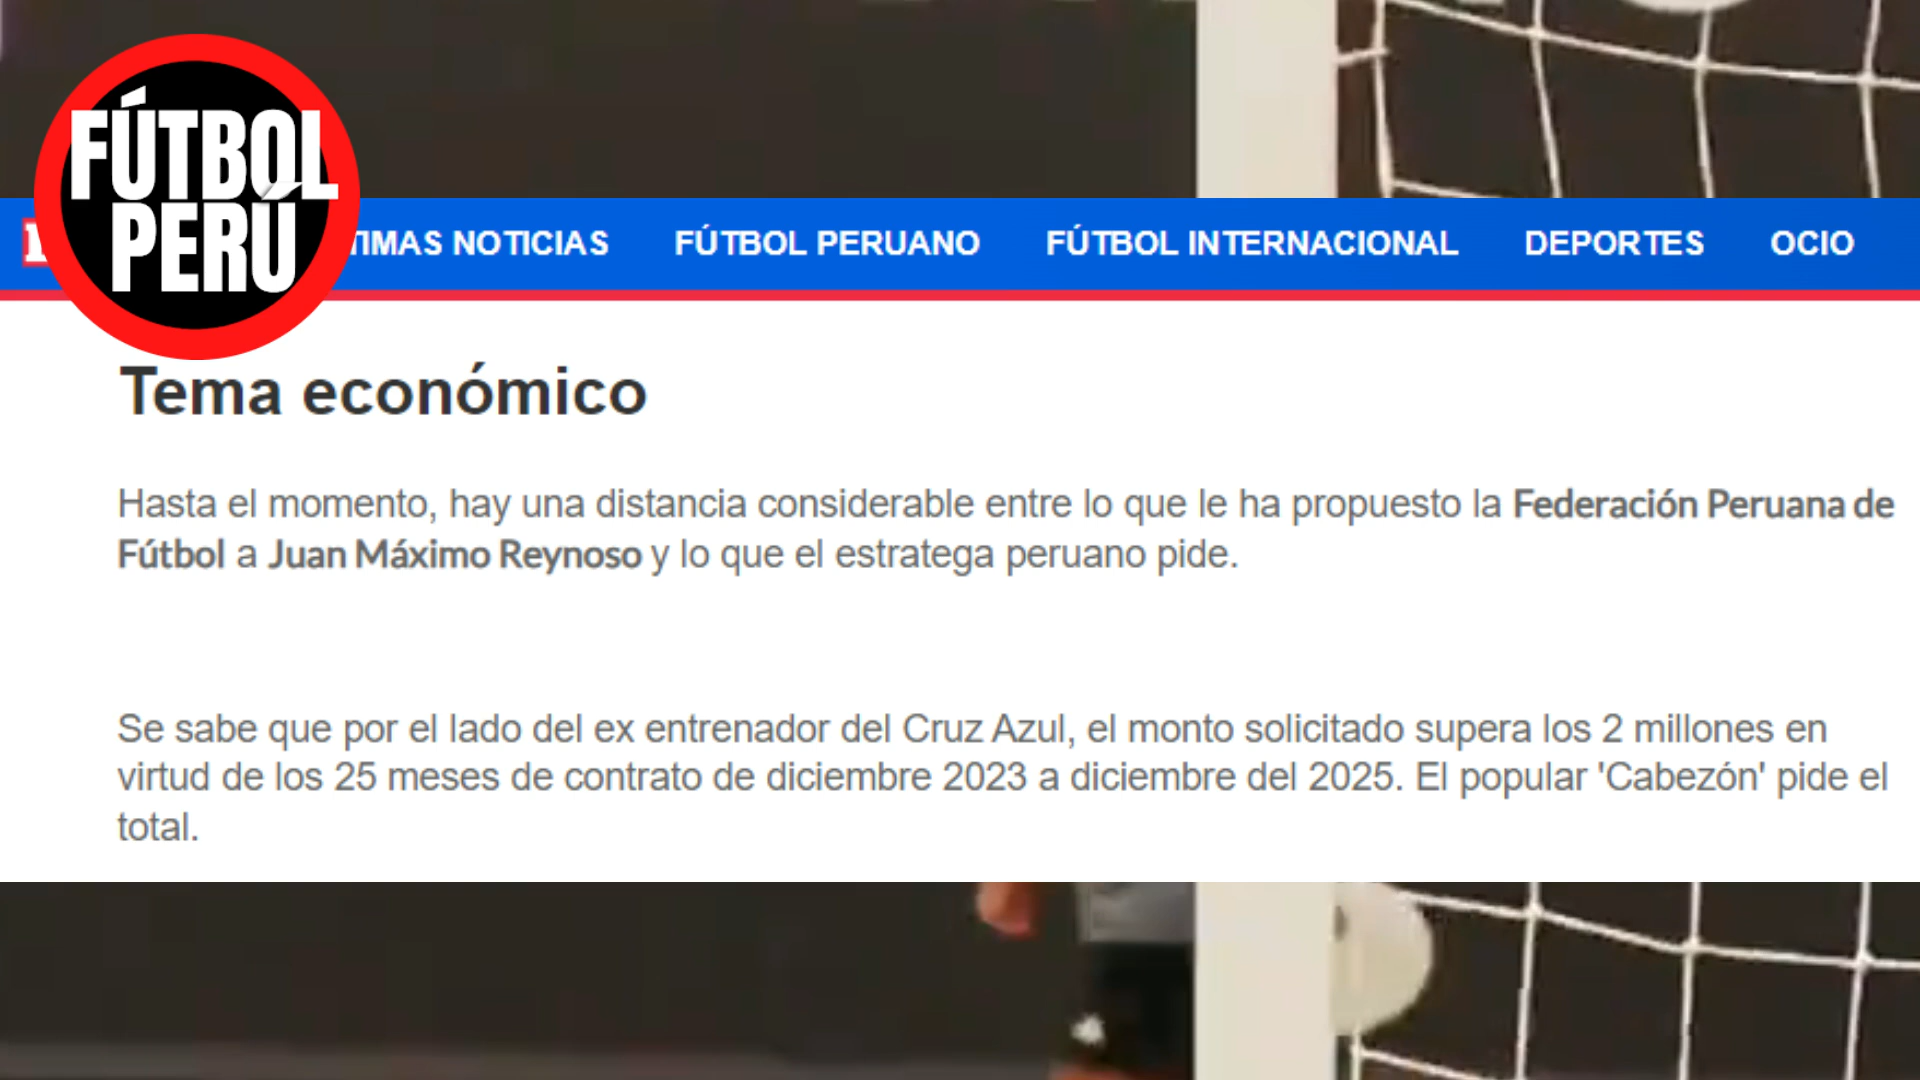 FÚTBOL
PERÚ
TIMAS NOTICIAS FÚTBOL PERUANO FÚTBOL INTERNACIONAL DEPORTES OCIO
Tema económico
Hasta el momento, hay una distancia considerable entre lo que le ha propuesto la Federación Peruana de
Fútbol a Juan Máximo Reynoso y lo que el estratega peruano pide.
Se sabe que por el lado del ex entrenador del Cruz Azul, el monto solicitado supera los 2 millones en
virtud de los 25 meses de contrato de diciembre 2023 a diciembre del 2025. El popular 'Cabezón' pide el
total.